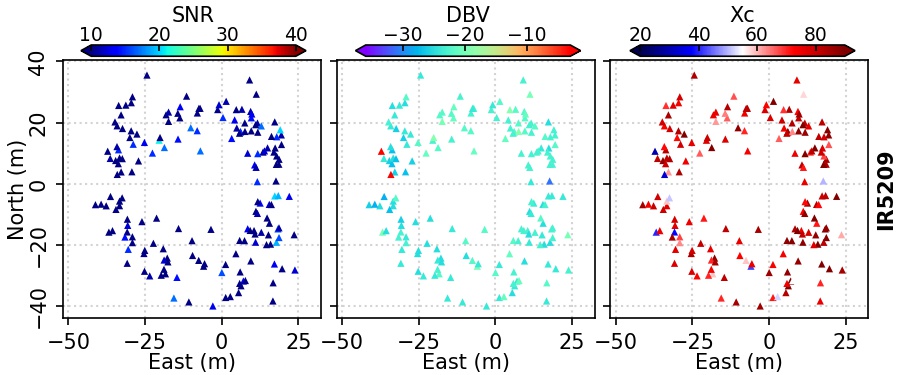 SNR DBV Xc
10 20 30 40 −30 −20 −10 20 40 60 80
40
20
0
−20
−40
North (m)
IR5209
−50 −25 0 25 −50 −25 0 25 −50 −25 0 25
East (m) East (m) East (m)